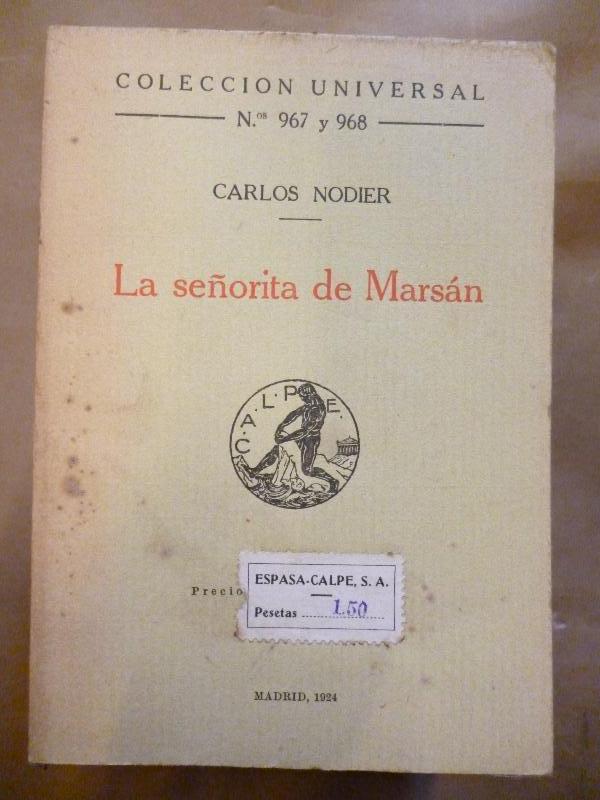 COLECCION UNIVERSAL
N.os 967 y 968
CARLOS NODIER
La señorita de Marsán
C·A·L·P·E·
Precio
ESPASA-CALPE, S. A.
Pesetas 1.50
MADRID, 1924